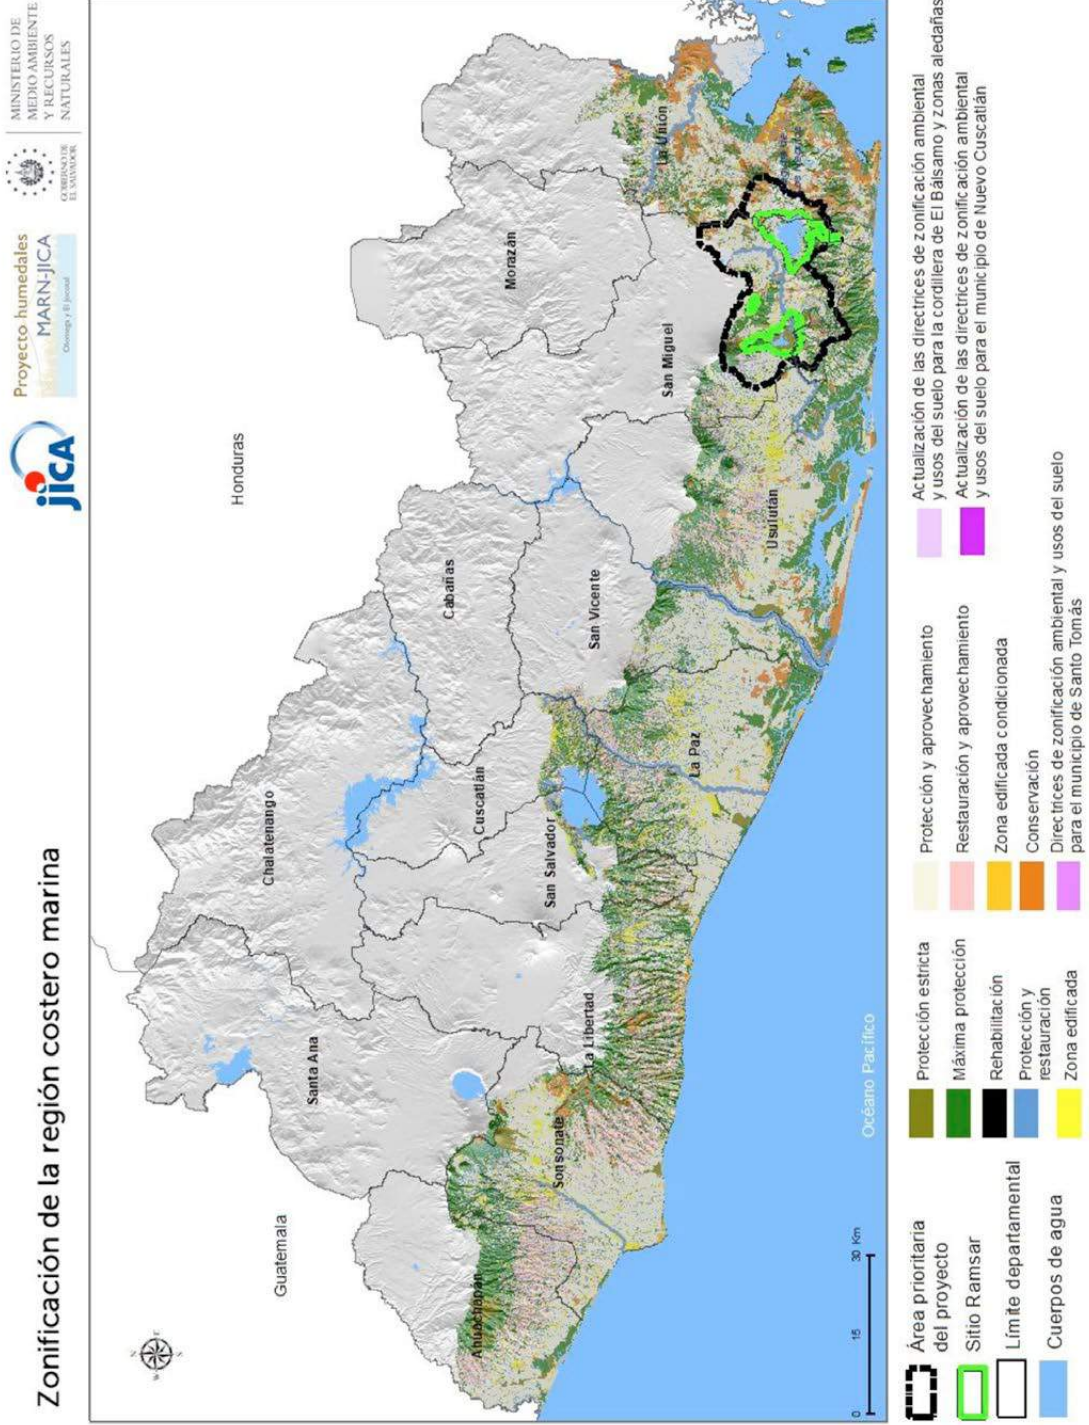 Zonificación de la región costero marina
jica
Proyecto humedales
MARN-JICA
Olomega y El Jocotal
GOBIERNO DE
EL SALVADOR
MINISTERIO DE
MEDIO AMBIENTE
Y RECURSOS
NATURALES
Guatemala
Honduras
Santa Ana
Chalatenango
Cabañas
Morazán
Cuscatlán
San Salvador
San Vicente
San Miguel
La Unión
Ahuachapán
Sonsonate
La Libertad
La Paz
Usulután
Océano Pacífico
0 15 30 Km
Área prioritaria
del proyecto
Sitio Ramsar
Límite departamental
Cuerpos de agua
Protección estricta
Máxima protección
Rehabilitación
Protección y
restauración
Zona edificada
Protección y aprovechamiento
Restauración y aprovechamiento
Zona edificada condicionada
Conservación
Directrices de zonificación ambiental y usos del suelo
para el municipio de Santo Tomás
Actualización de las directrices de zonificación ambiental
y usos del suelo para la cordillera de El Bálsamo y zonas aledañas
Actualización de las directrices de zonificación ambiental
y usos del suelo para el municipio de Nuevo Cuscatlán